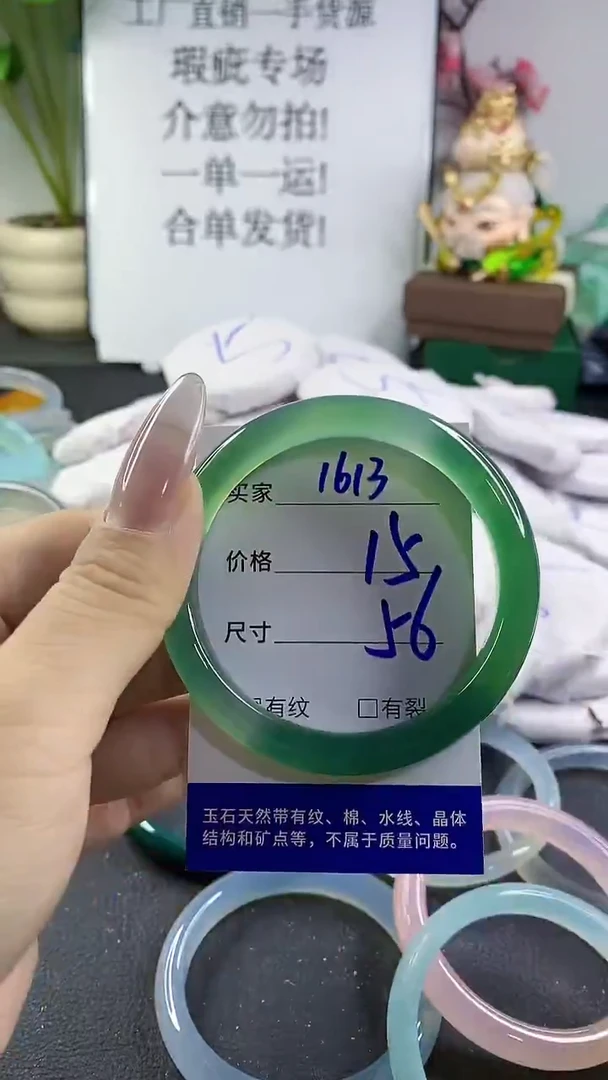 工厂直销一手货源
瑕疵专场
介意勿拍!
一单一运!
合单发货!
15
买家 1613
价格 15
尺寸 56
有纹 □有裂
玉石天然带有纹、棉、水线、晶体
结构和矿点等，不属于质量问题。